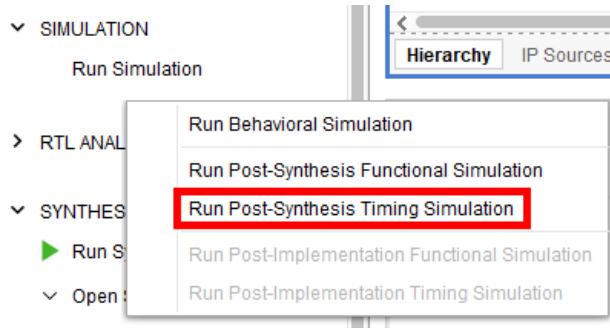 SIMULATION
Run Simulation
Hierarchy IP Sources
RTL ANAL
SYNTHES
Run S
Open
Run Behavioral Simulation
Run Post-Synthesis Functional Simulation
Run Post-Synthesis Timing Simulation
Run Post-Implementation Functional Simulation
Run Post-Implementation Timing Simulation